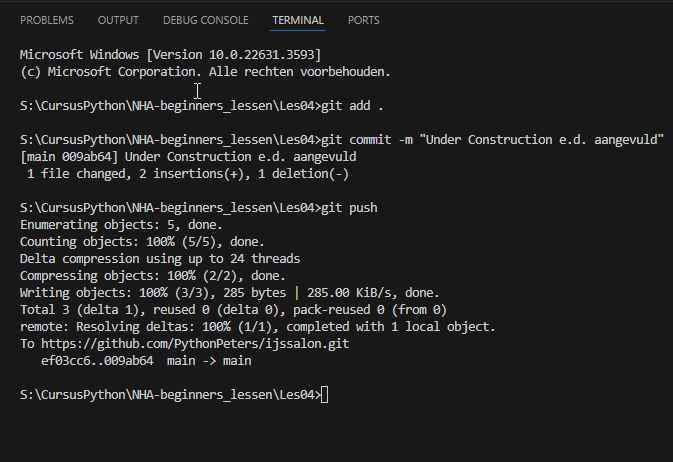 PROBLEMS OUTPUT DEBUG CONSOLE TERMINAL PORTS
Microsoft Windows [Version 10.0.22631.3593]
(c) Microsoft Corporation. Alle rechten voorbehouden.
S:\CursusPython\NHA-beginners_lessen\Les04>git add .
S:\CursusPython\NHA-beginners_lessen\Les04>git commit -m "Under Construction e.d. aangevuld"
[main 009ab64] Under Construction e.d. aangevuld
 1 file changed, 2 insertions(+), 1 deletion(-)
S:\CursusPython\NHA-beginners_lessen\Les04>git push
Enumerating objects: 5, done.
Counting objects: 100% (5/5), done.
Delta compression using up to 24 threads
Compressing objects: 100% (2/2), done.
Writing objects: 100% (3/3), 285 bytes | 285.00 KiB/s, done.
Total 3 (delta 1), reused 0 (delta 0), pack-reused 0 (from 0)
remote: Resolving deltas: 100% (1/1), completed with 1 local object.
To https://github.com/PythonPeters/ijssalon.git
   ef03cc6..009ab64  main -> main
S:\CursusPython\NHA-beginners_lessen\Les04>